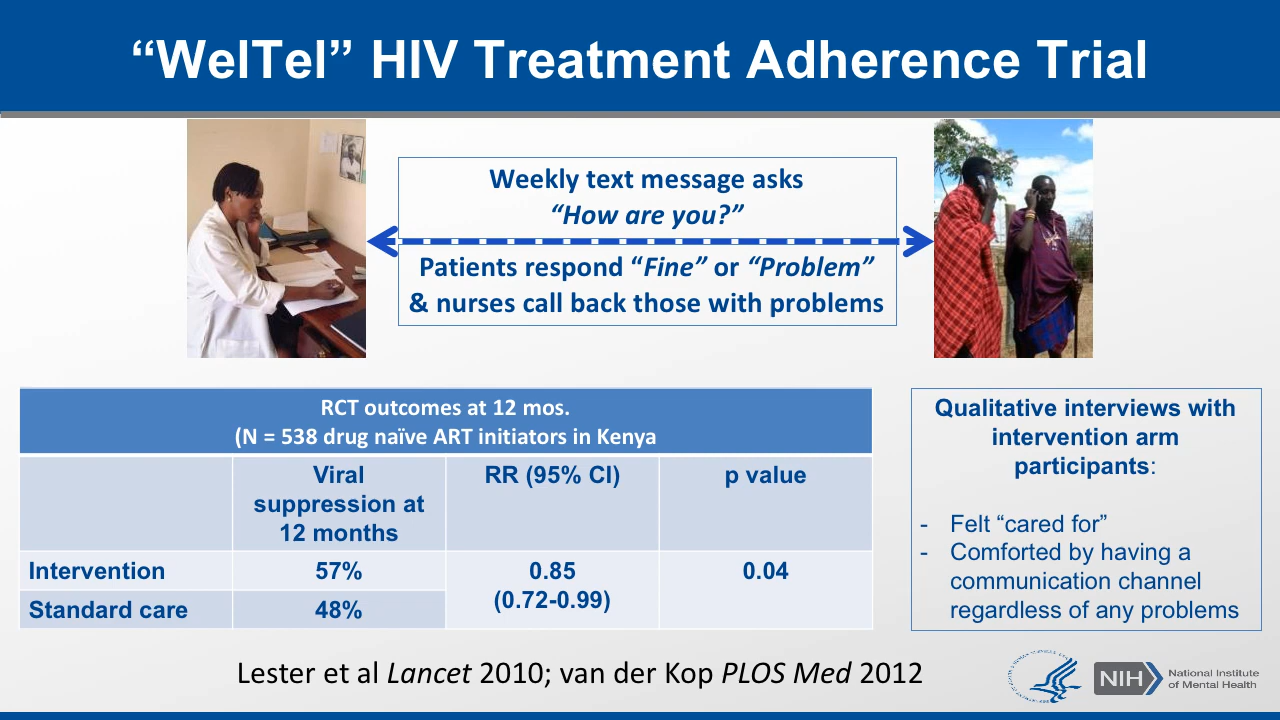 “WelTel” HIV Treatment Adherence Trial
Weekly text message asks
“How are you?”
Patients respond “Fine” or “Problem”
& nurses call back those with problems
RCT outcomes at 12 mos.
(N = 538 drug naïve ART initiators in Kenya
Viral
suppression at
12 months
RR (95% CI)
p value
Intervention
57%
0.85
(0.72-0.99)
0.04
Standard care
48%
Qualitative interviews with
intervention arm
participants:
- Felt “cared for”
- Comforted by having a
communication channel
regardless of any problems
Lester et al Lancet 2010; van der Kop PLOS Med 2012
NIH
National Institute
of Mental Health